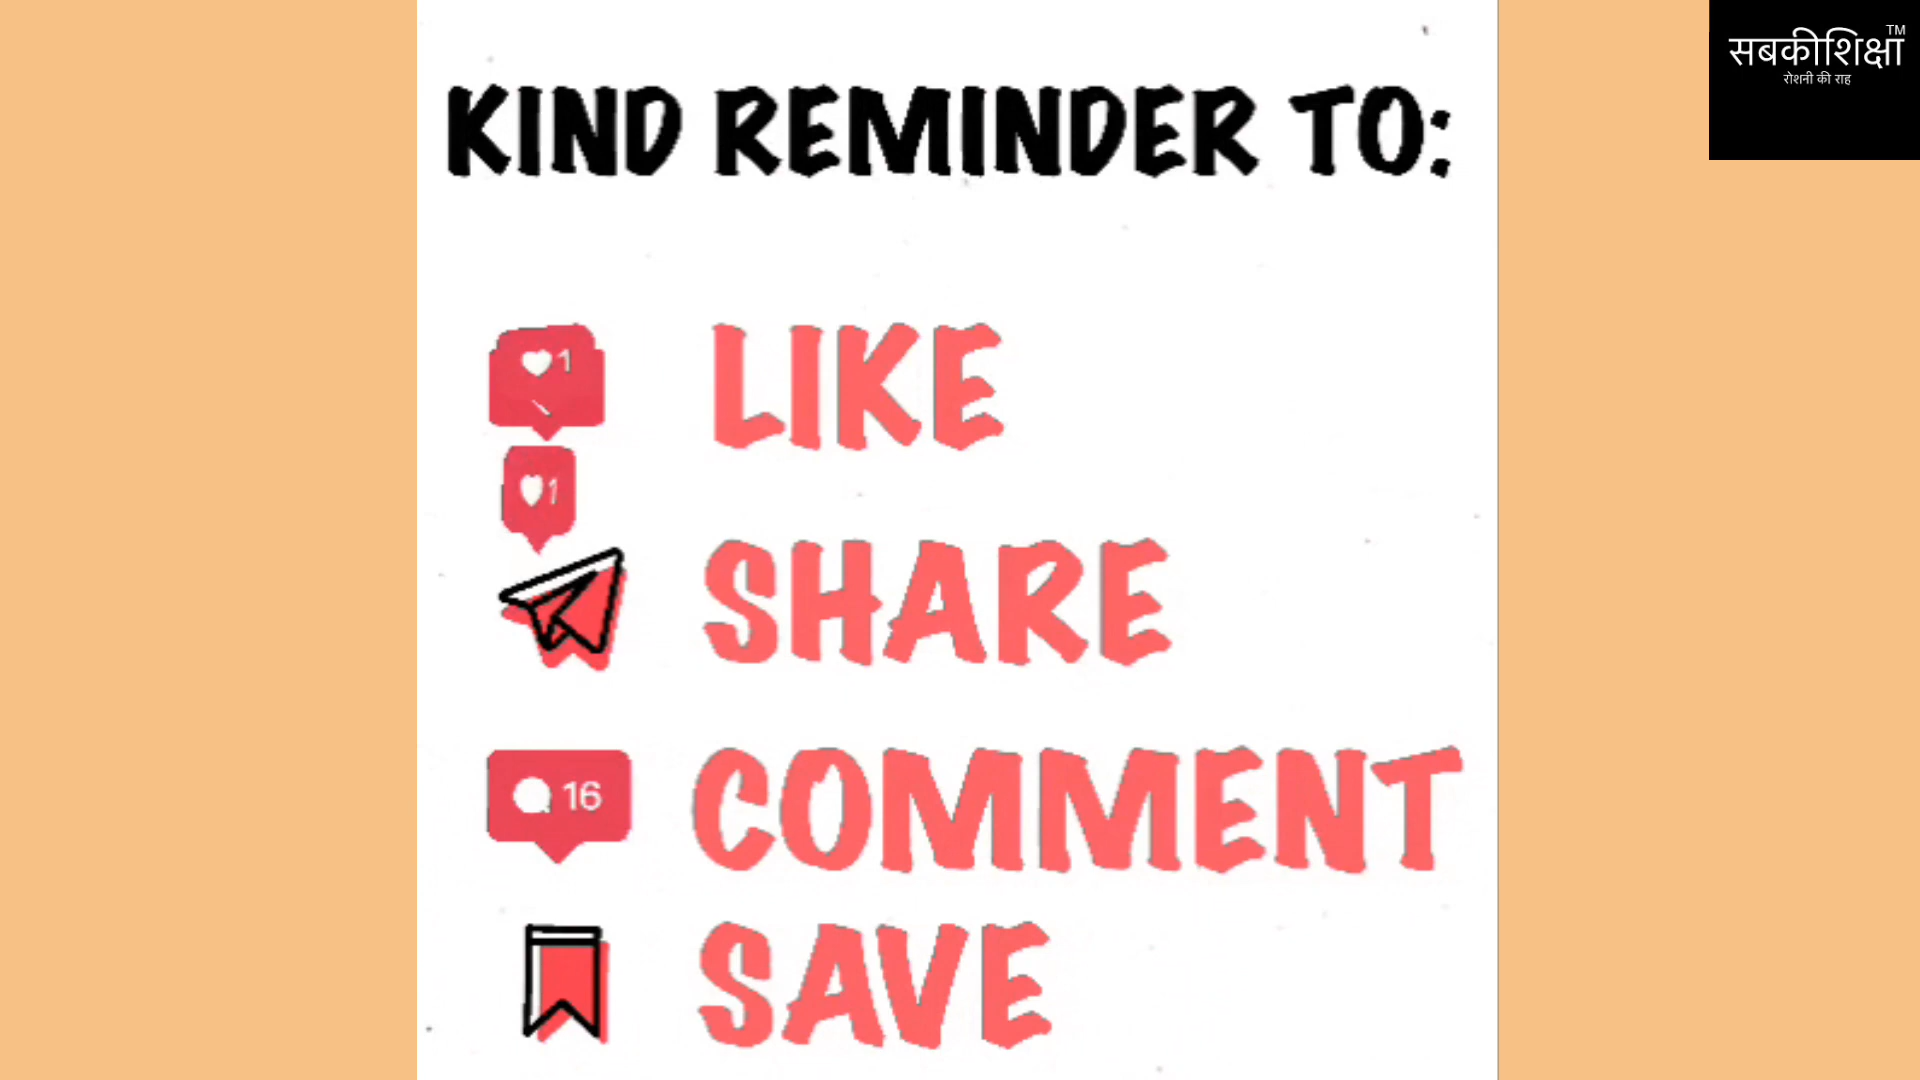 KIND REMINDER TO:
सबकीशिक्षा™
रोशनी की राह
1
LIKE
1
SHARE
16
COMMENT
SAVE